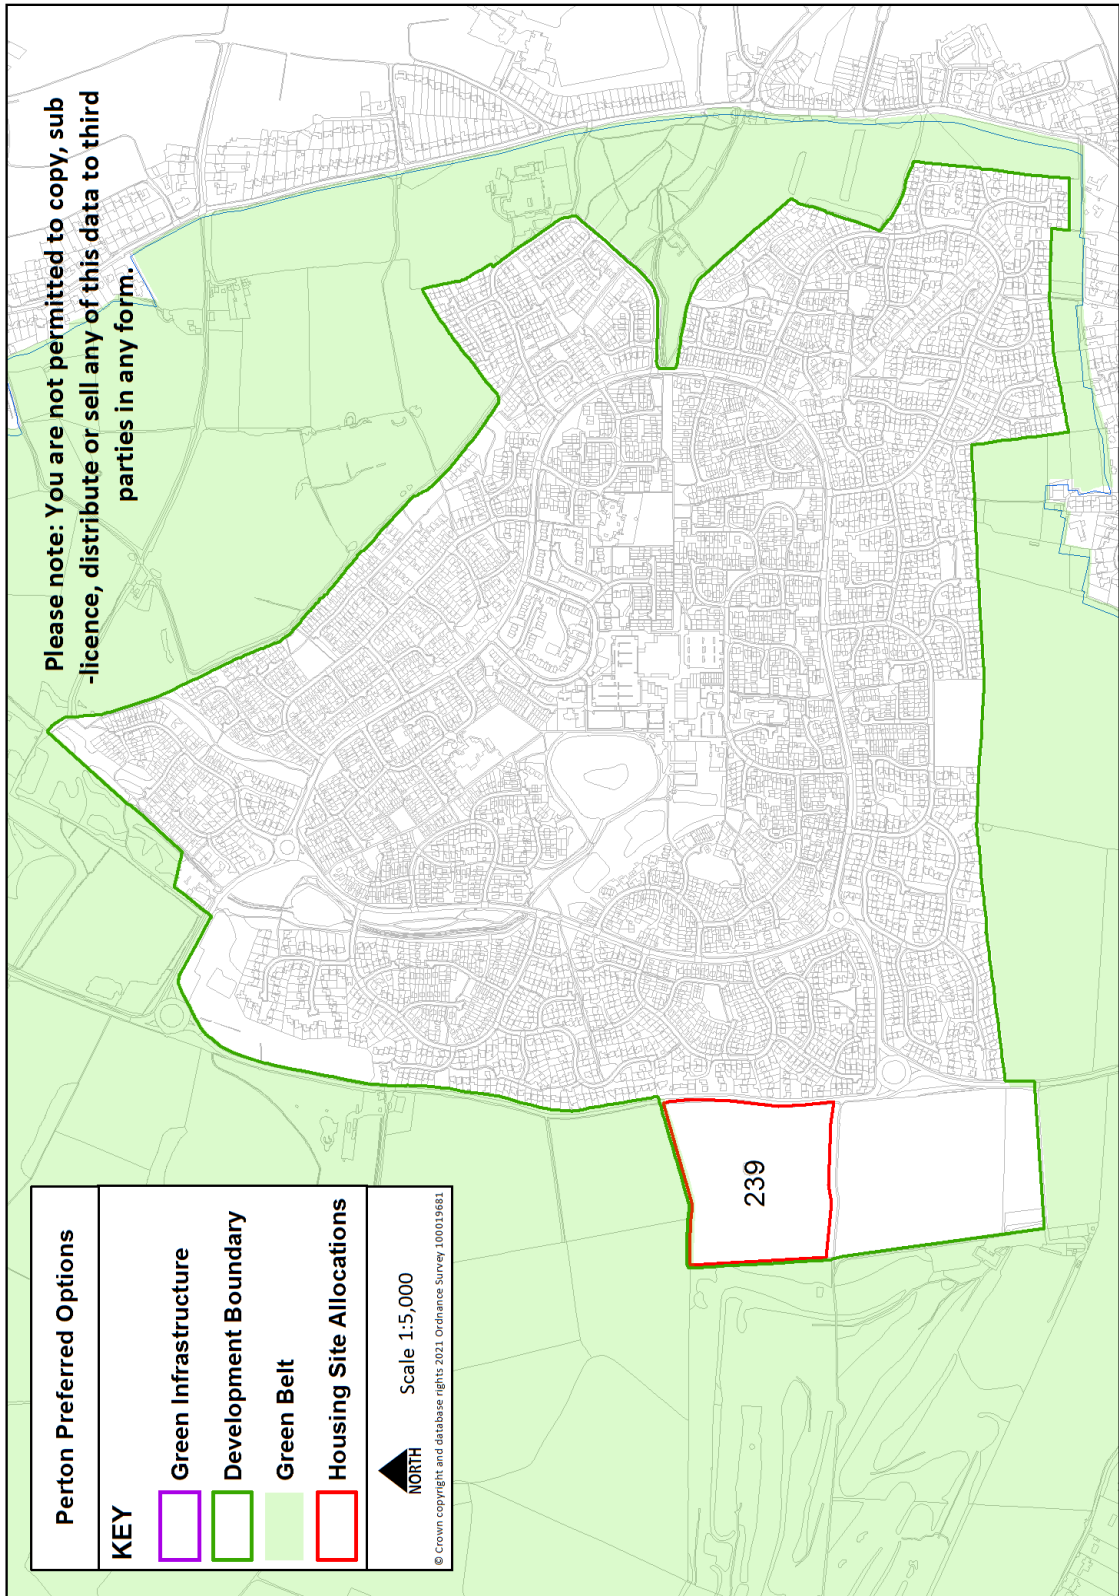 Please note: You are not permitted to copy, sub
-licence, distribute or sell any of this data to third
parties in any form.
Perton Preferred Options
KEY
Green Infrastructure
Development Boundary
Green Belt
Housing Site Allocations
NORTH
Scale 1:5,000
© Crown copyright and database rights 2021 Ordnance Survey 100019681
239